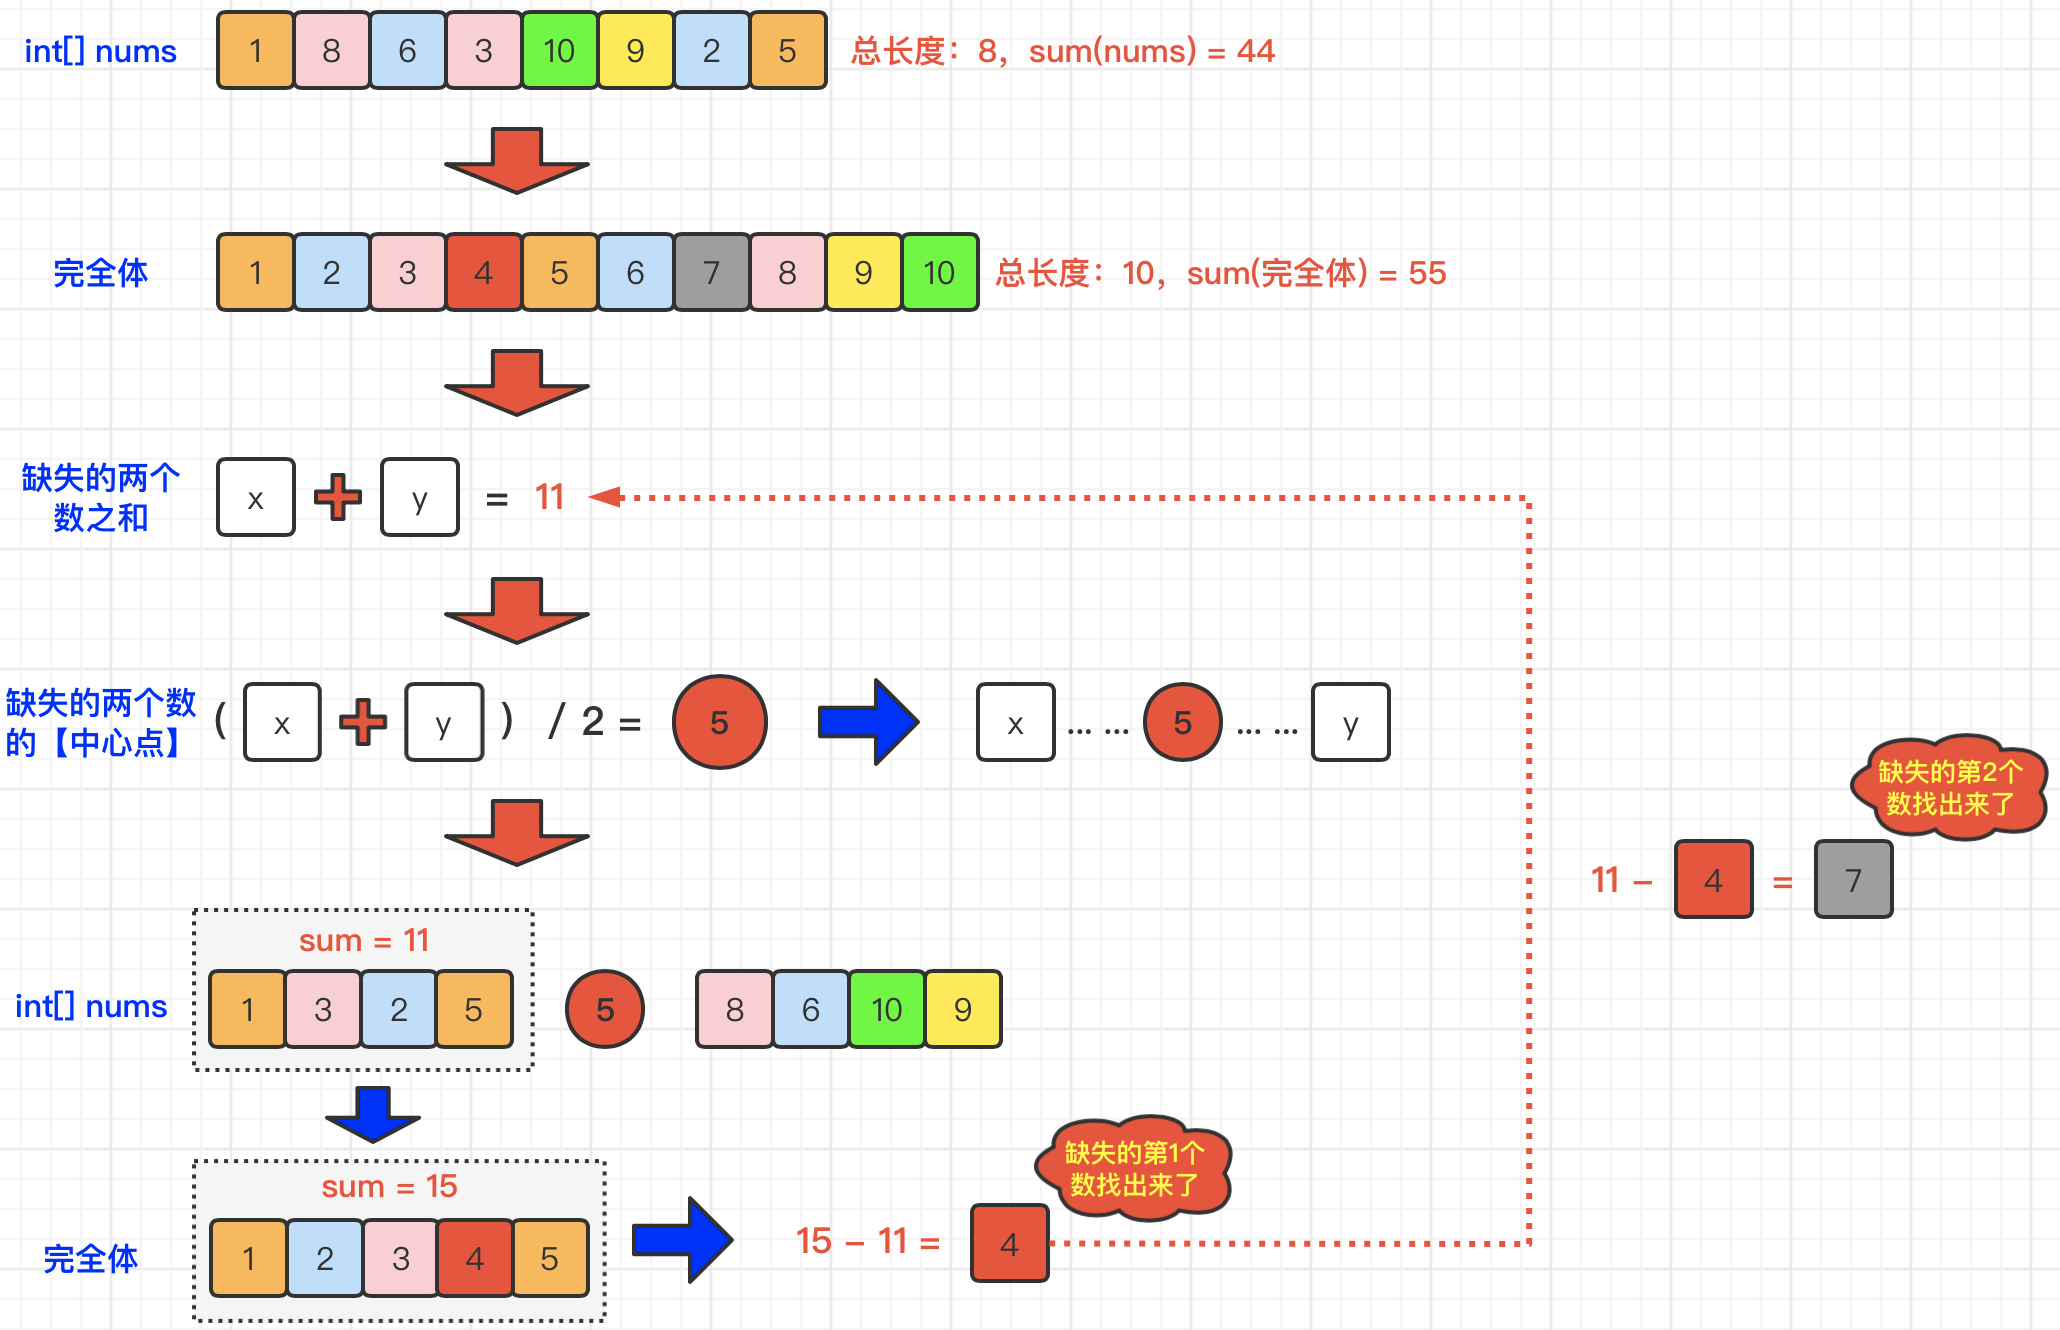 int[] nums 1 8 6 3 10 9 2 5 总长度：8，sum(nums) = 44
完全体 1 2 3 4 5 6 7 8 9 10 总长度：10，sum(完全体) = 55
缺失的两个
数之和
x + y = 11
缺失的两个数
的【中心点】
( x + y ) / 2 = 5 x ... ... 5 ... ... y
缺失的第2个
数找出来了
11 - 4 = 7
sum = 11
int[] nums 1 3 2 5 5 8 6 10 9
缺失的第1个
数找出来了
sum = 15
完全体 1 2 3 4 5 15 - 11 = 4